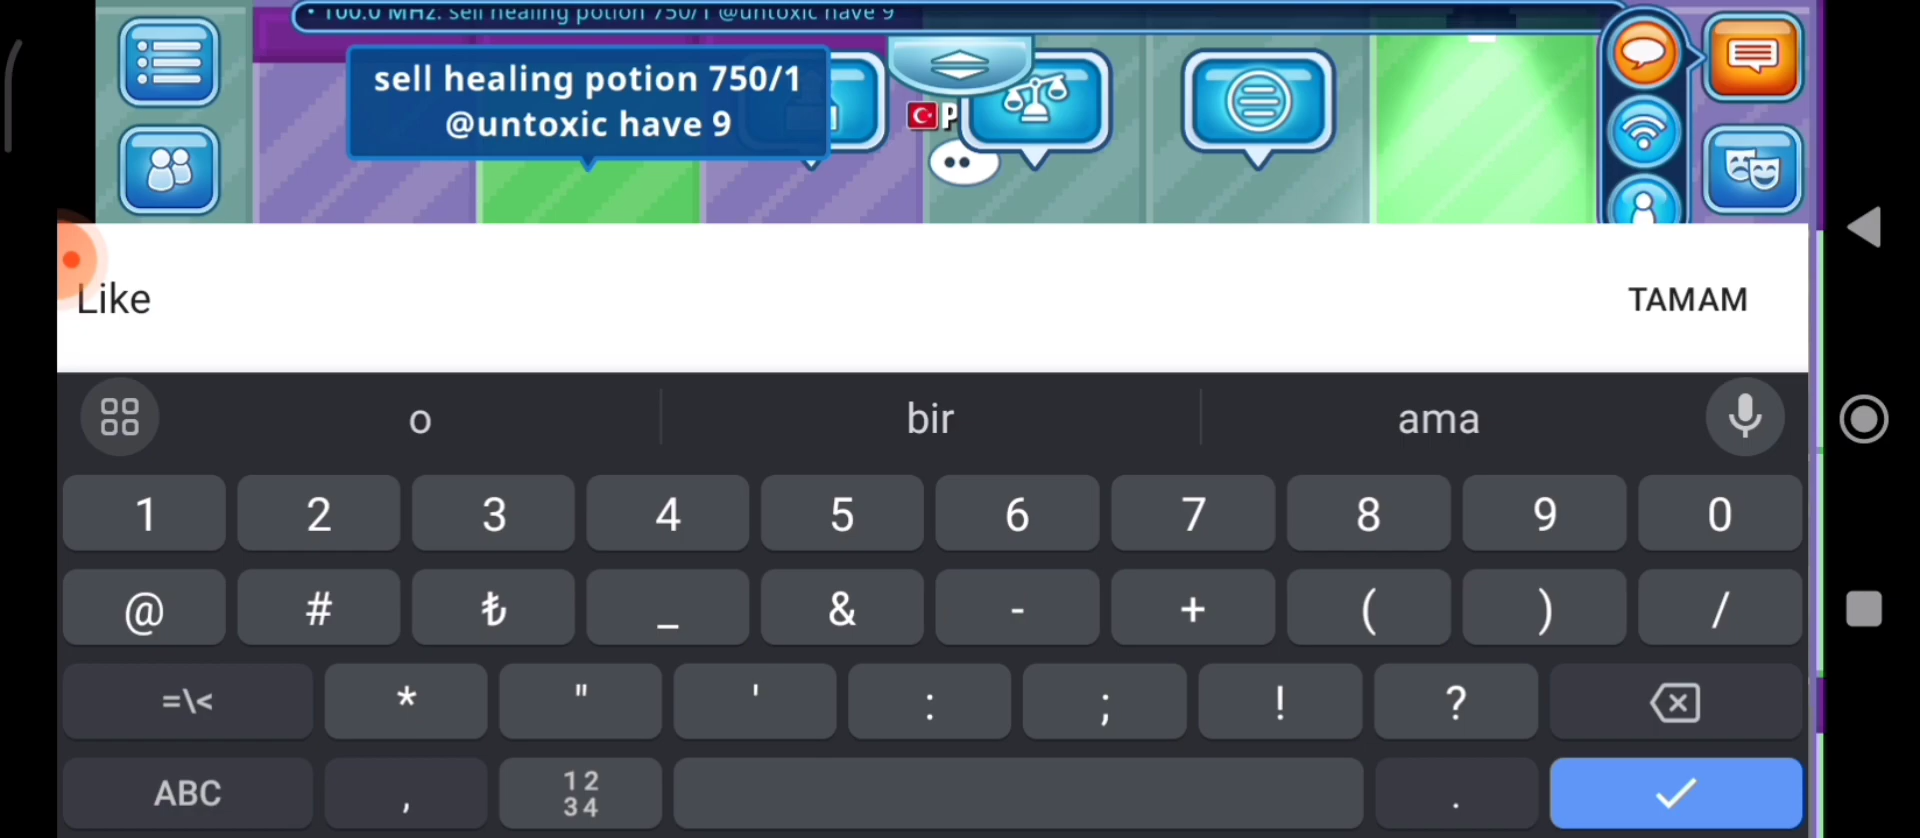 • 100.0 MHz: sell healing potion 750/1 @untoxic have 9
sell healing potion 750/1
@untoxic have 9
P
Like
TAMAM
o bir ama
1 2 3 4 5 6 7 8 9 0
@ # ₺ _ & - + ( ) /
=\< * " ' : ; ! ?
ABC , 12 .
34